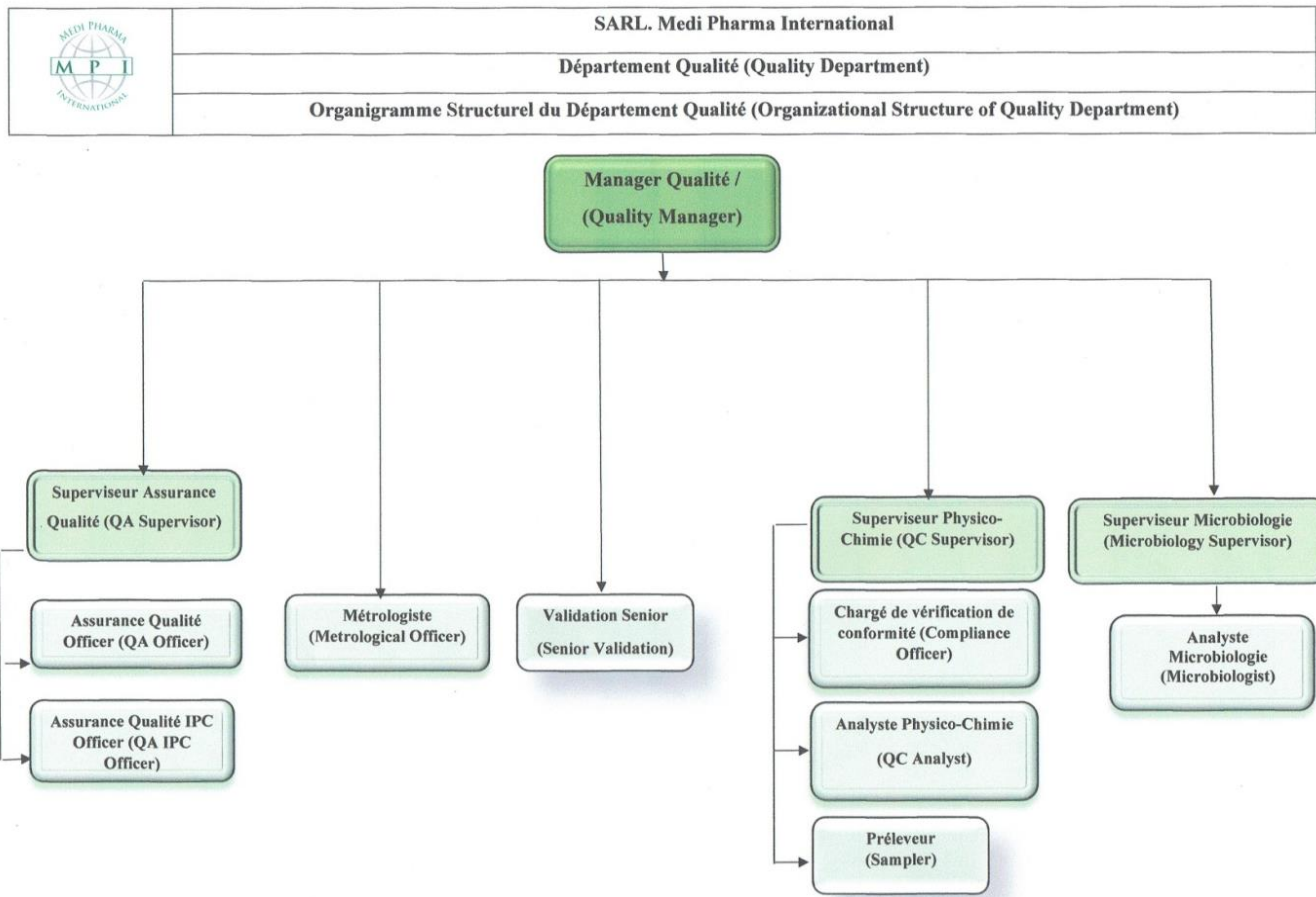 MEDI PHARMA
M P I
INTERNATIONAL
SARL. Medi Pharma International
Département Qualité (Quality Department)
Organigramme Structurel du Département Qualité (Organizational Structure of Quality Department)
Manager Qualité /
(Quality Manager)
Superviseur Assurance
Qualité (QA Supervisor)
Assurance Qualité
Officer (QA Officer)
Assurance Qualité IPC
Officer (QA IPC
Officer)
Métrologiste
(Metrological Officer)
Validation Senior
(Senior Validation)
Superviseur Physico-
Chimie (QC Supervisor)
Chargé de vérification de
conformité (Compliance
Officer)
Analyste Physico-Chimie
(QC Analyst)
Préleveur
(Sampler)
Superviseur Microbiologie
(Microbiology Supervisor)
Analyste
Microbiologie
(Microbiologist)